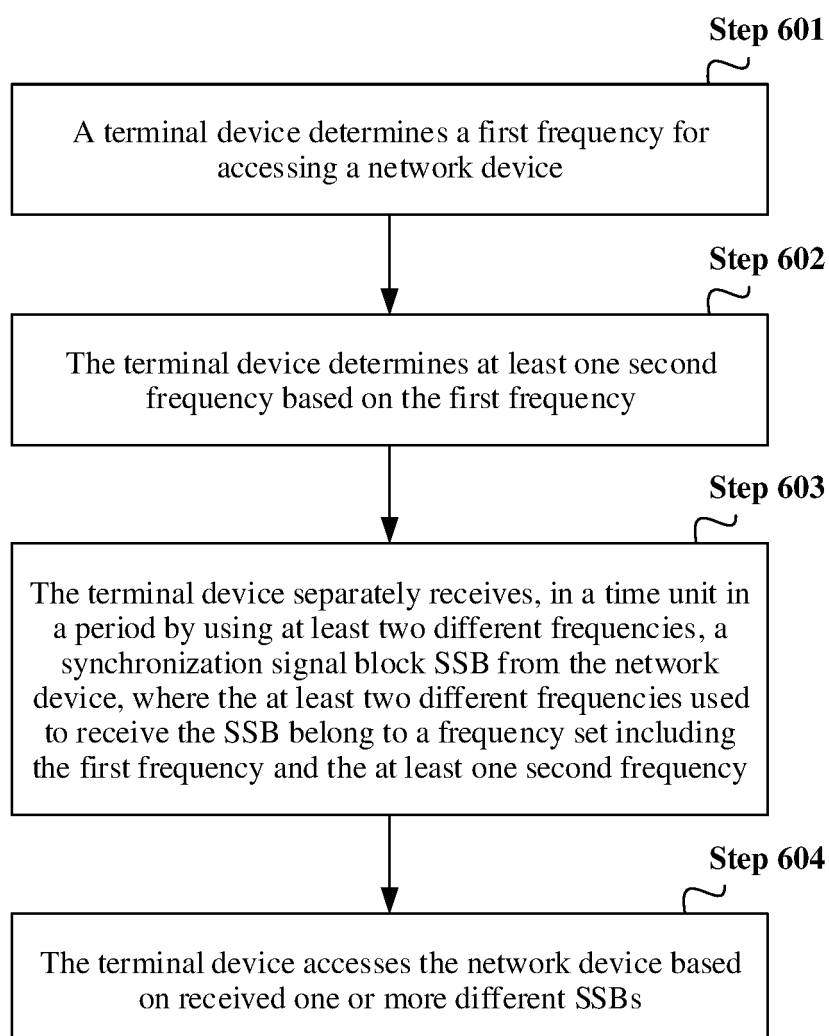 Step 601
A terminal device determines a first frequency for
accessing a network device
Step 602
The terminal device determines at least one second
frequency based on the first frequency
Step 603
The terminal device separately receives, in a time unit in
a period by using at least two different frequencies, a
synchronization signal block SSB from the network
device, where the at least two different frequencies used
to receive the SSB belong to a frequency set including
the first frequency and the at least one second frequency
Step 604
The terminal device accesses the network device based
on received one or more different SSBs